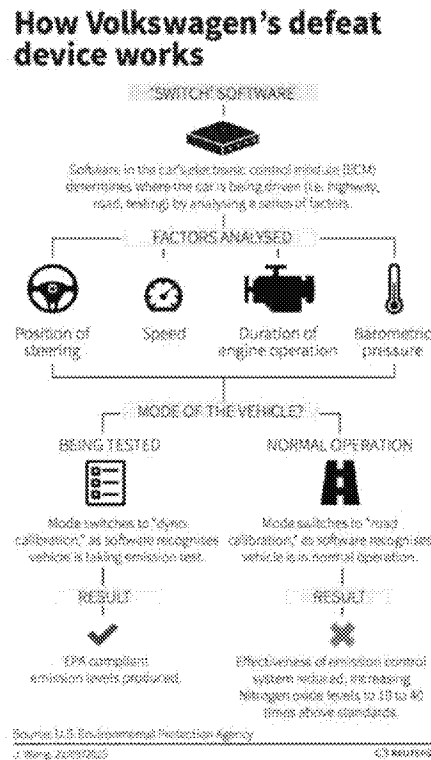 How Volkswagen's defeat
device works
"SWITCH" SOFTWARE
Software in the car's electronic control module (ECM)
determines where the car is being driven (i.e. highway,
road, testing) by analysing a series of factors.
FACTORS ANALYSED
Position of
steering
Speed
Duration of
engine operation
Barometric
pressure
MODE OF THE VEHICLE?
BEING TESTED
Mode switches to "dyno
calibration," as software recognises
vehicle is taking emission test.
RESULT
EPA compliant
emission levels produced.
NORMAL OPERATION
Mode switches to "road
calibration," as software recognises
vehicle is in normal operation.
RESULT
Effectiveness of emission control
system reduced, increasing
Nitrogen oxide levels to 10 to 40
times above standards.
Source: U.S. Environmental Protection Agency
J. Wang, 22/09/2015
REUTERS